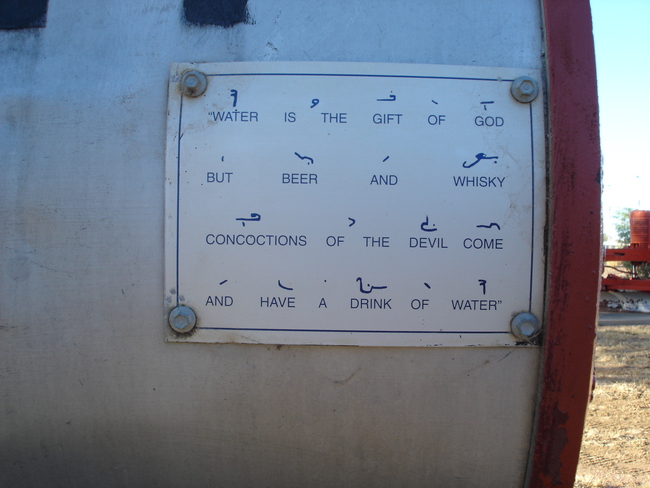 "WATER IS THE GIFT OF GOD
BUT BEER AND WHISKY
CONCOCTIONS OF THE DEVIL COME
AND HAVE A DRINK OF WATER"